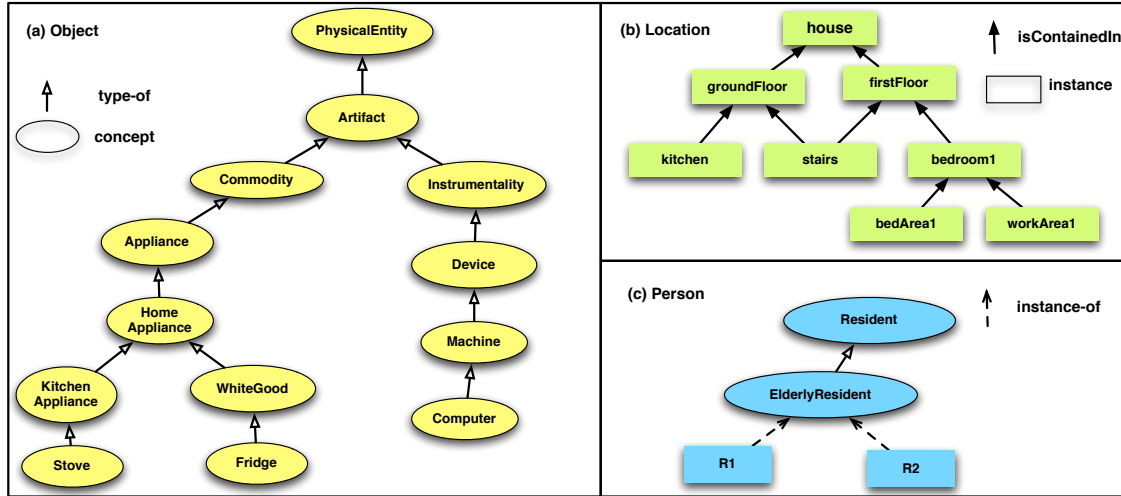 (a) Object
PhysicalEntity
type-of
concept
Artifact
Commodity
Instrumentality
Appliance
Device
Home
Appliance
Machine
Kitchen
Appliance
WhiteGood
Computer
Stove
Fridge
(b) Location
house
isContainedIn
groundFloor
firstFloor
instance
kitchen
stairs
bedroom1
bedArea1
workArea1
(c) Person
instance-of
Resident
ElderlyResident
R1
R2